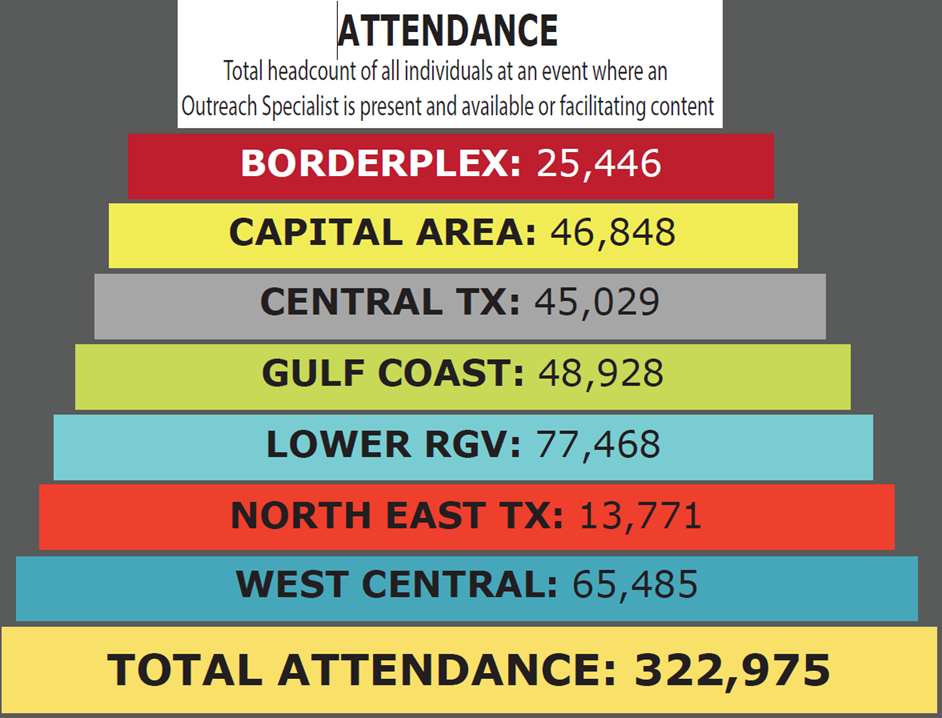 ATTENDANCE
Total headcount of all individuals at an event where an
Outreach Specialist is present and available or facilitating content
BORDERPLEX: 25,446
CAPITAL AREA: 46,848
CENTRAL TX: 45,029
GULF COAST: 48,928
LOWER RGV: 77,468
NORTH EAST TX: 13,771
WEST CENTRAL: 65,485
TOTAL ATTENDANCE: 322,975